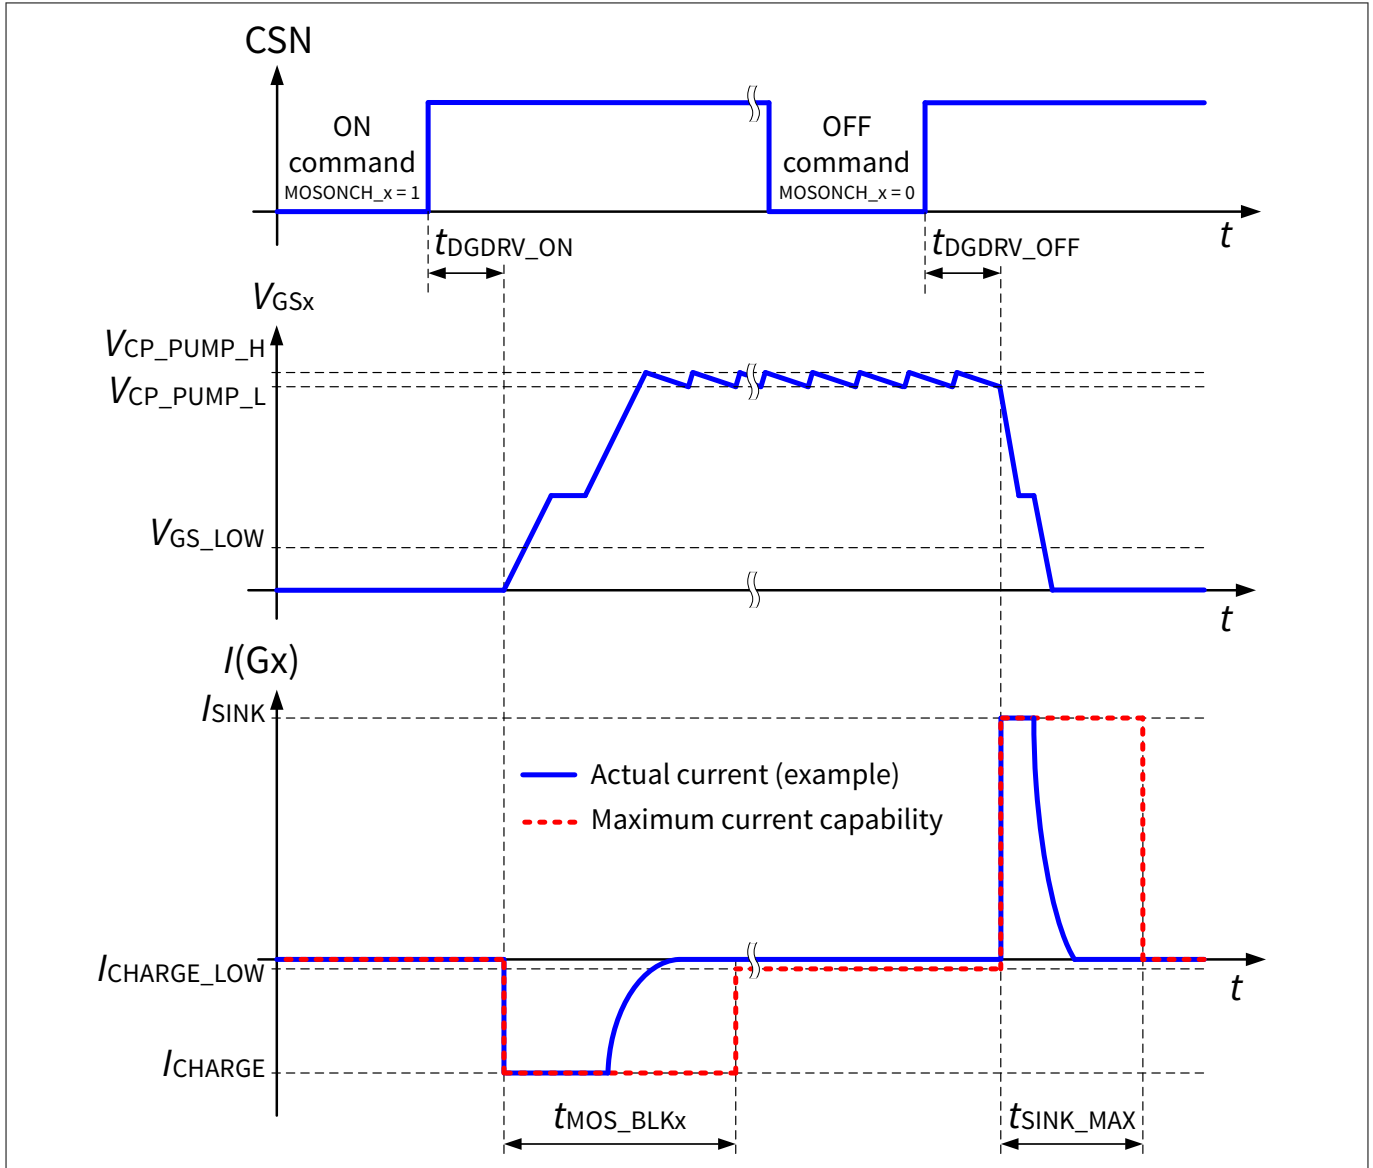 CSN
ON
command
MOSONCH_x = 1
OFF
command
MOSONCH_x = 0
t
tDGDRV_ON
tDGDRV_OFF
VGSx
VCP_PUMP_H
VCP_PUMP_L
VGS_LOW
t
I(Gx)
ISINK
Actual current (example)
Maximum current capability
ICHARGE_LOW
t
ICHARGE
tMOS_BLKx
tSINK_MAX